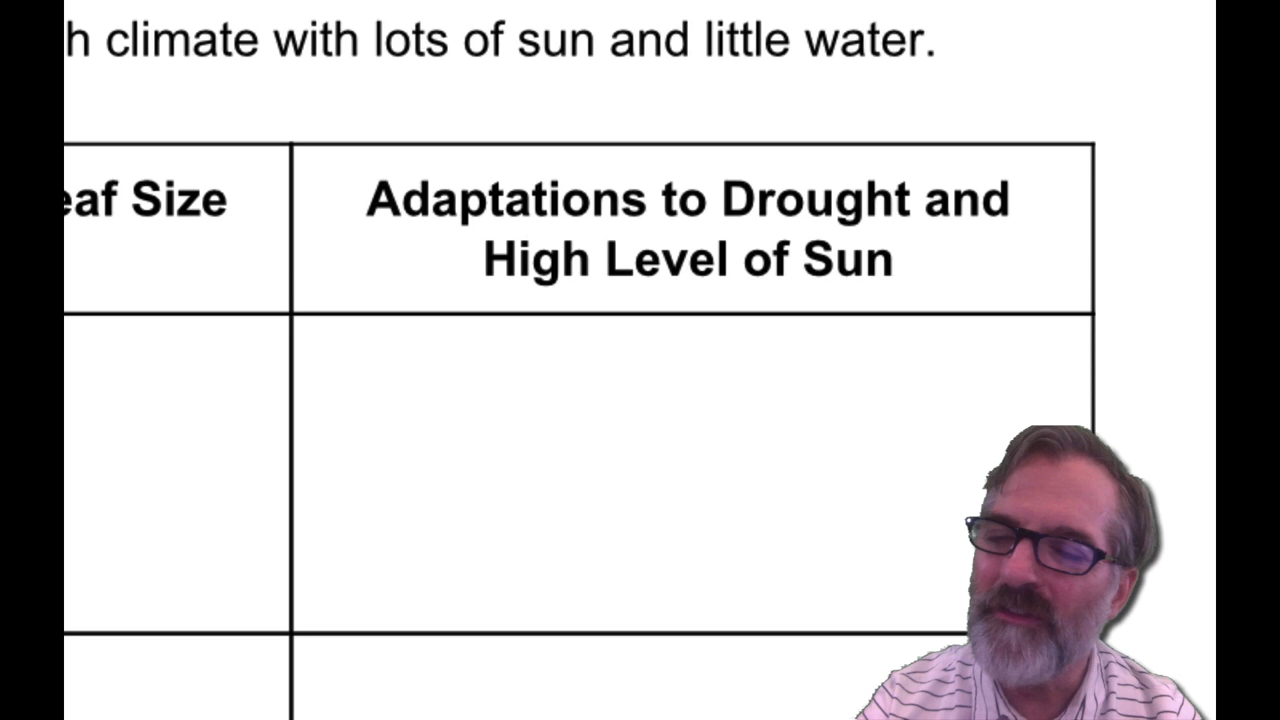 h climate with lots of sun and little water.
eaf Size
Adaptations to Drought and
High Level of Sun